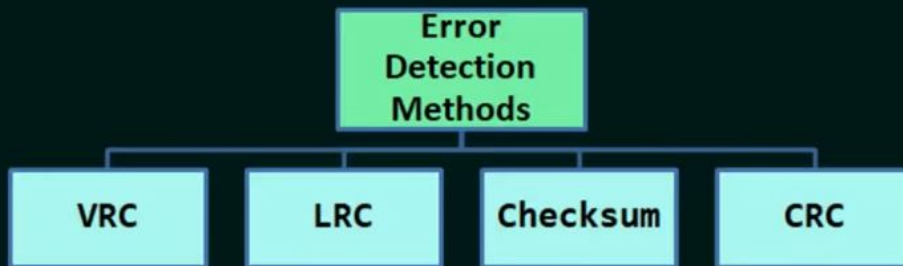 Error
Detection
Methods
VRC
LRC
Checksum
CRC